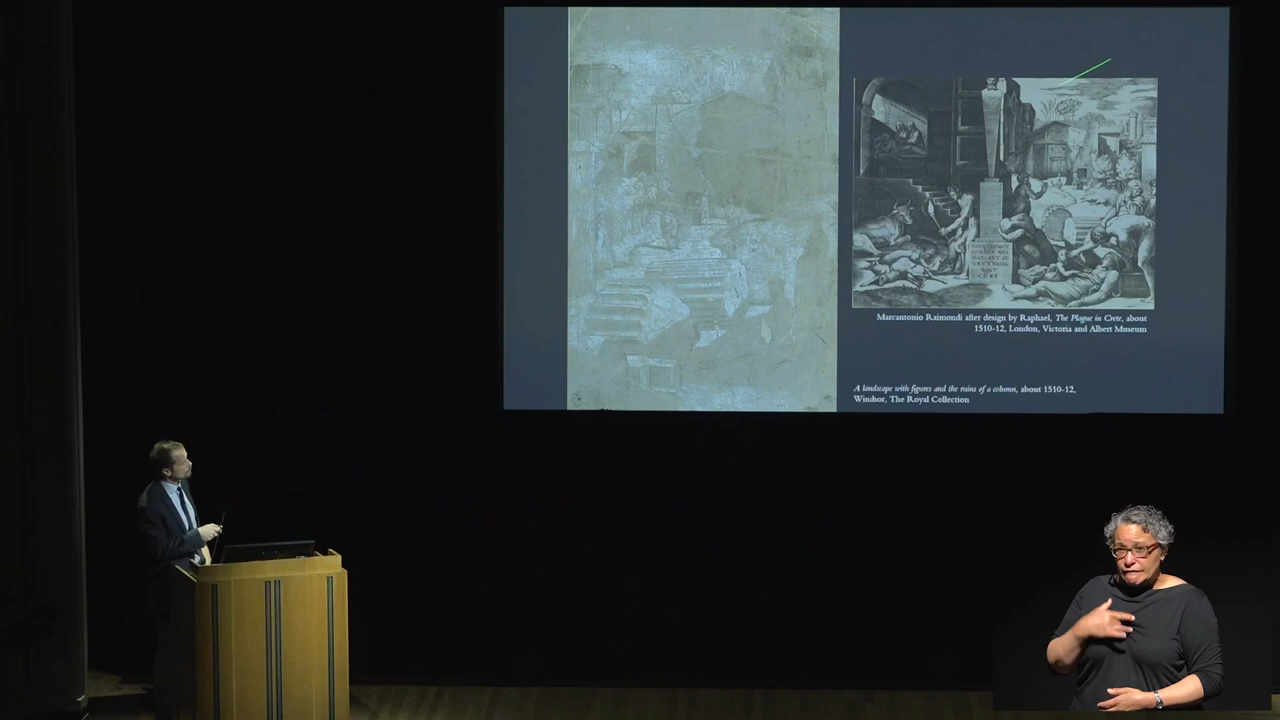 Marcantonio Raimondi after design by Raphael, The Plague in Crete, about
1510-12, London, Victoria and Albert Museum
A landscape with figures and the ruins of a column, about 1510-12,
Windsor, The Royal Collection